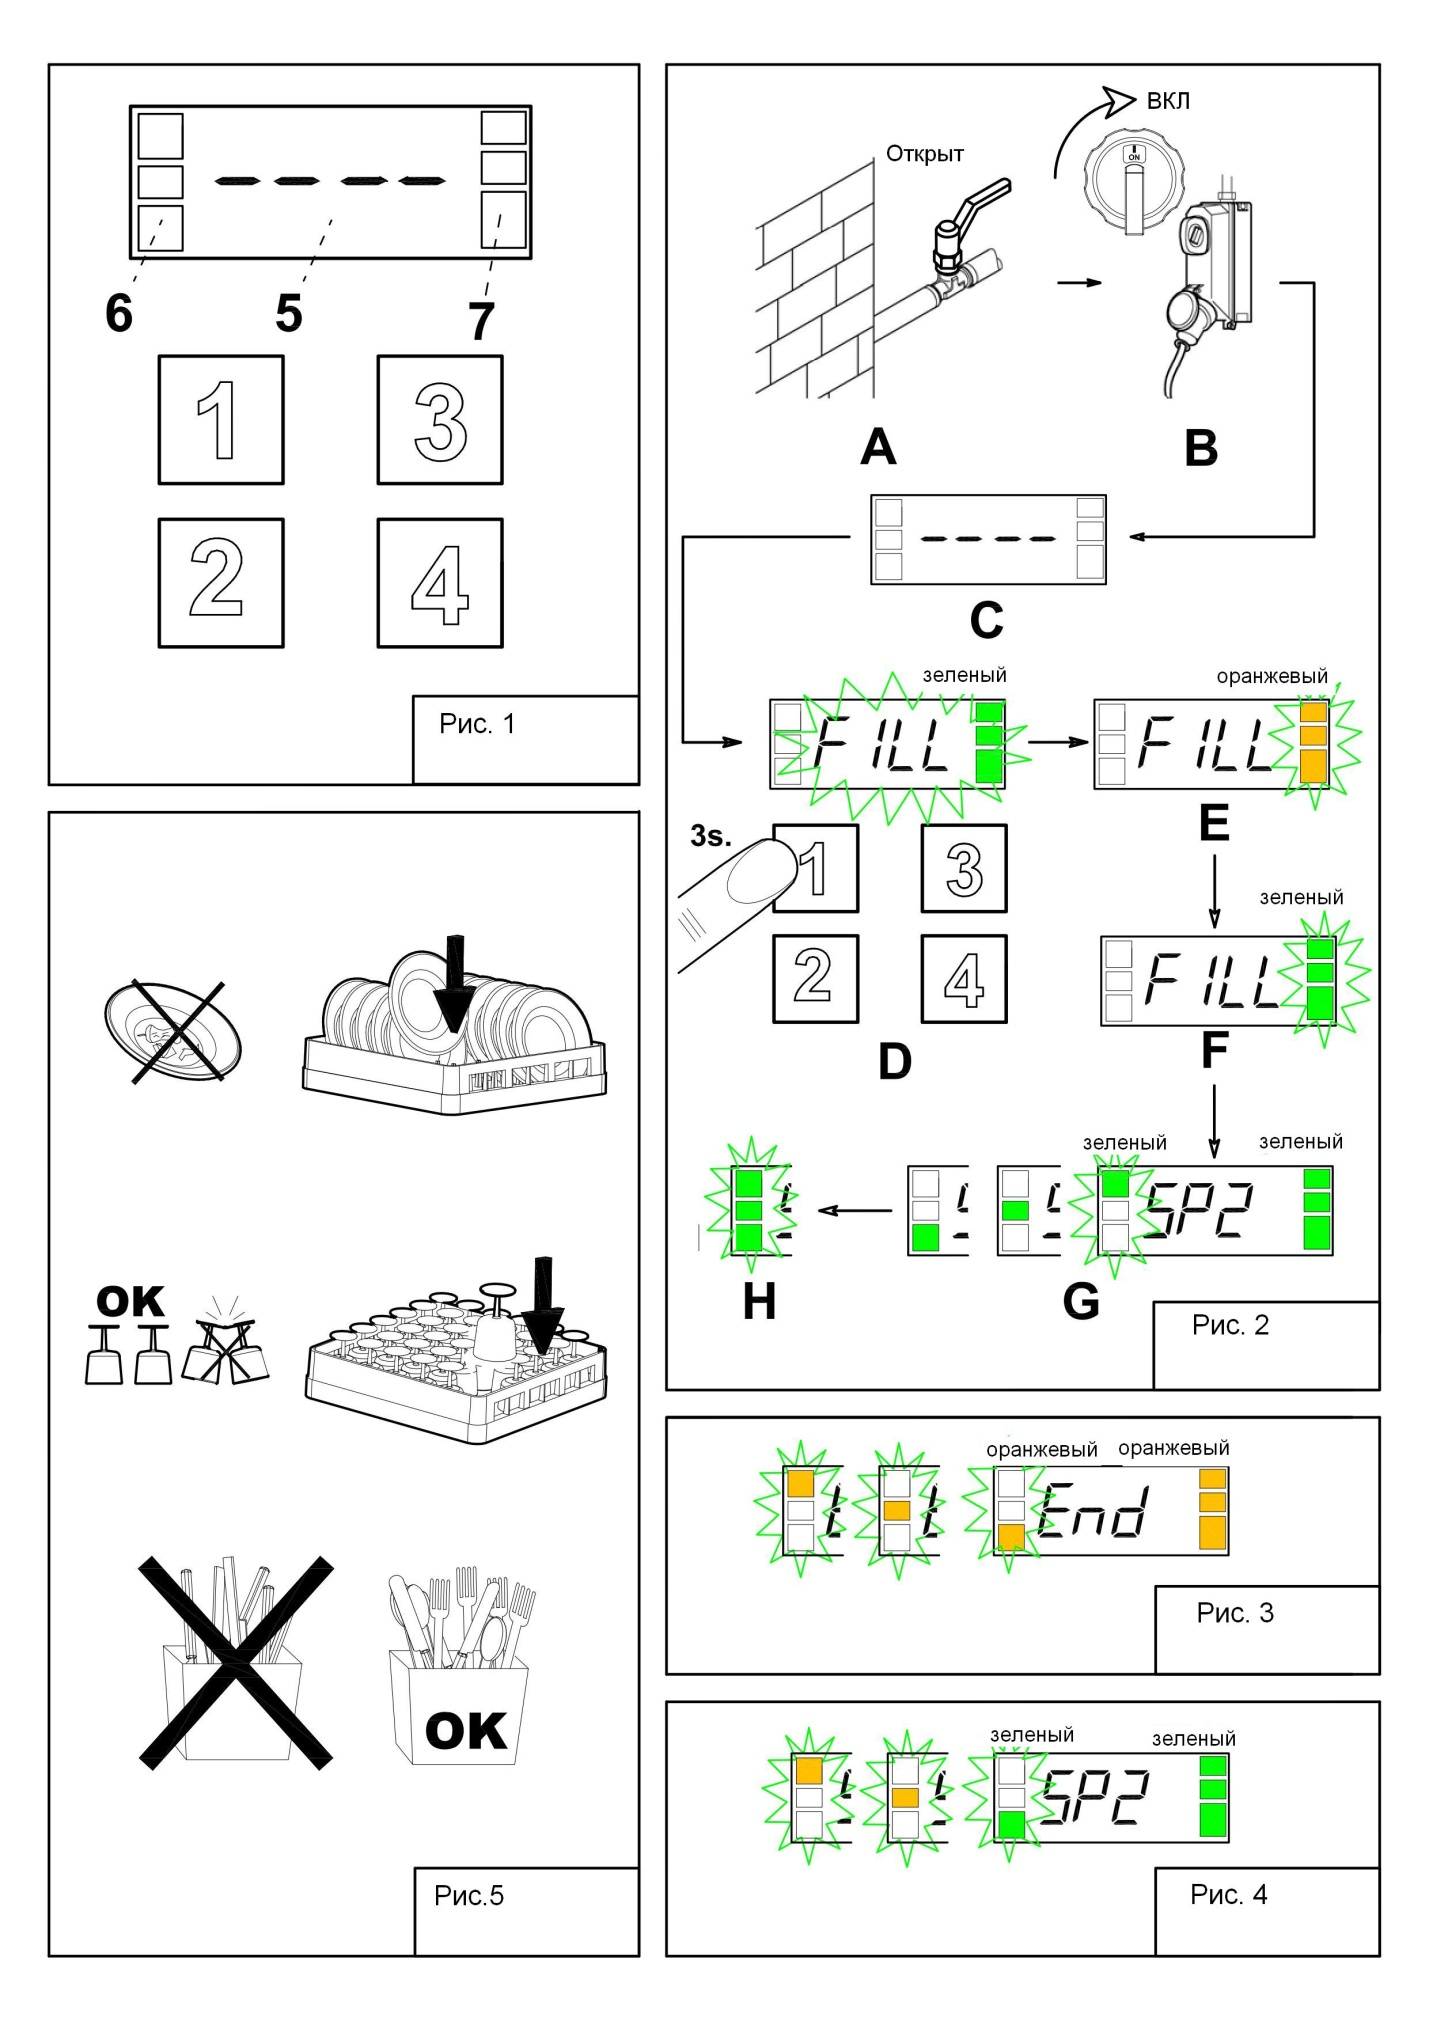 6
5
7
1
3
2
4
Рис. 1
ВКЛ
ON
Открыт
A
B
C
зеленый
FILL
оранжевый
FILL
E
3s.
1
3
2
4
D
зеленый
FILL
F
зеленый
зеленый
SP2
H
G
Рис. 2
оранжевый оранжевый
End
Рис. 3
зеленый
зеленый
SP2
Рис. 4
OK
OK
Рис.5